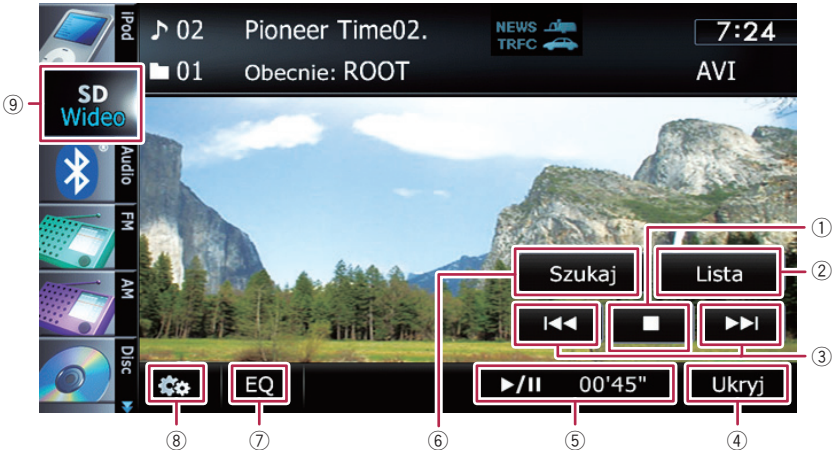 iPod
♪ 02 Pioneer Time02. NEWS TRFC 7:24
01 Obecnie: ROOT AVI
⑨ SD Wideo
Audio
FM
AM
Disc
①
Szukaj Lista ②
③
EQ ►/II 00'45" Ukryj
⑧ ⑦ ⑥ ⑤ ④